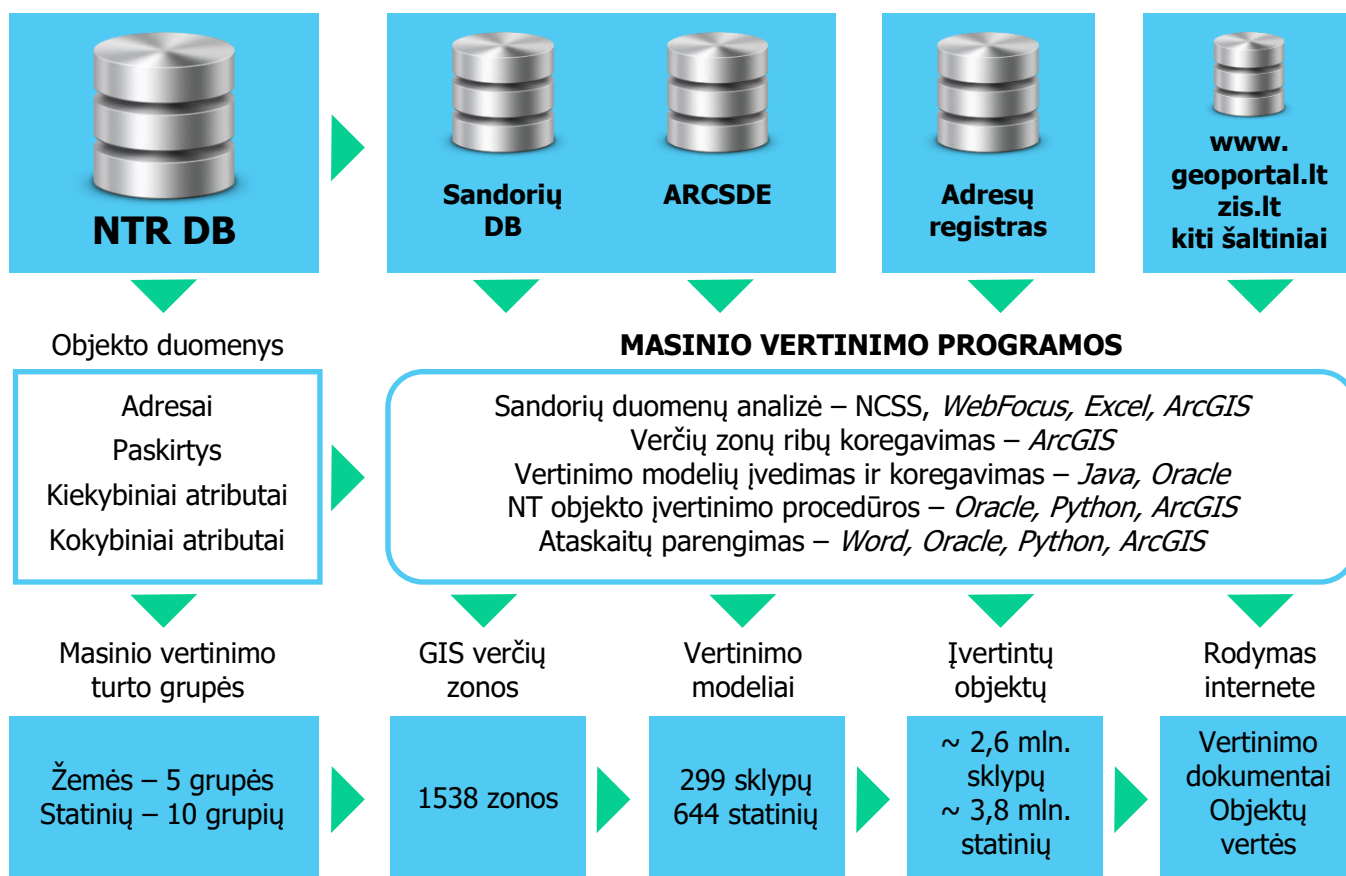 NTR DB
Sandorių
DB
ARCSDE
Adresų
registras
www.
geoportal.lt
zis.lt
kiti šaltiniai
Objekto duomenys
Adresai
Paskirtys
Kiekybiniai atributai
Kokybiniai atributai
MASINIO VERTINIMO PROGRAMOS
Sandorių duomenų analizė – NCSS, WebFocus, Excel, ArcGIS
Verčių zonų ribų koregavimas – ArcGIS
Vertinimo modelių įvedimas ir koregavimas – Java, Oracle
NT objekto įvertinimo procedūros – Oracle, Python, ArcGIS
Ataskaitų parengimas – Word, Oracle, Python, ArcGIS
Masinio vertinimo
turto grupės
Žemės – 5 grupės
Statinių – 10 grupių
GIS verčių
zonos
1538 zonos
Vertinimo
modeliai
299 sklypų
644 statinių
Įvertintų
objektų
~ 2,6 mln.
sklypų
~ 3,8 mln.
statinių
Rodymas
internete
Vertinimo
dokumentai
Objektų
vertės